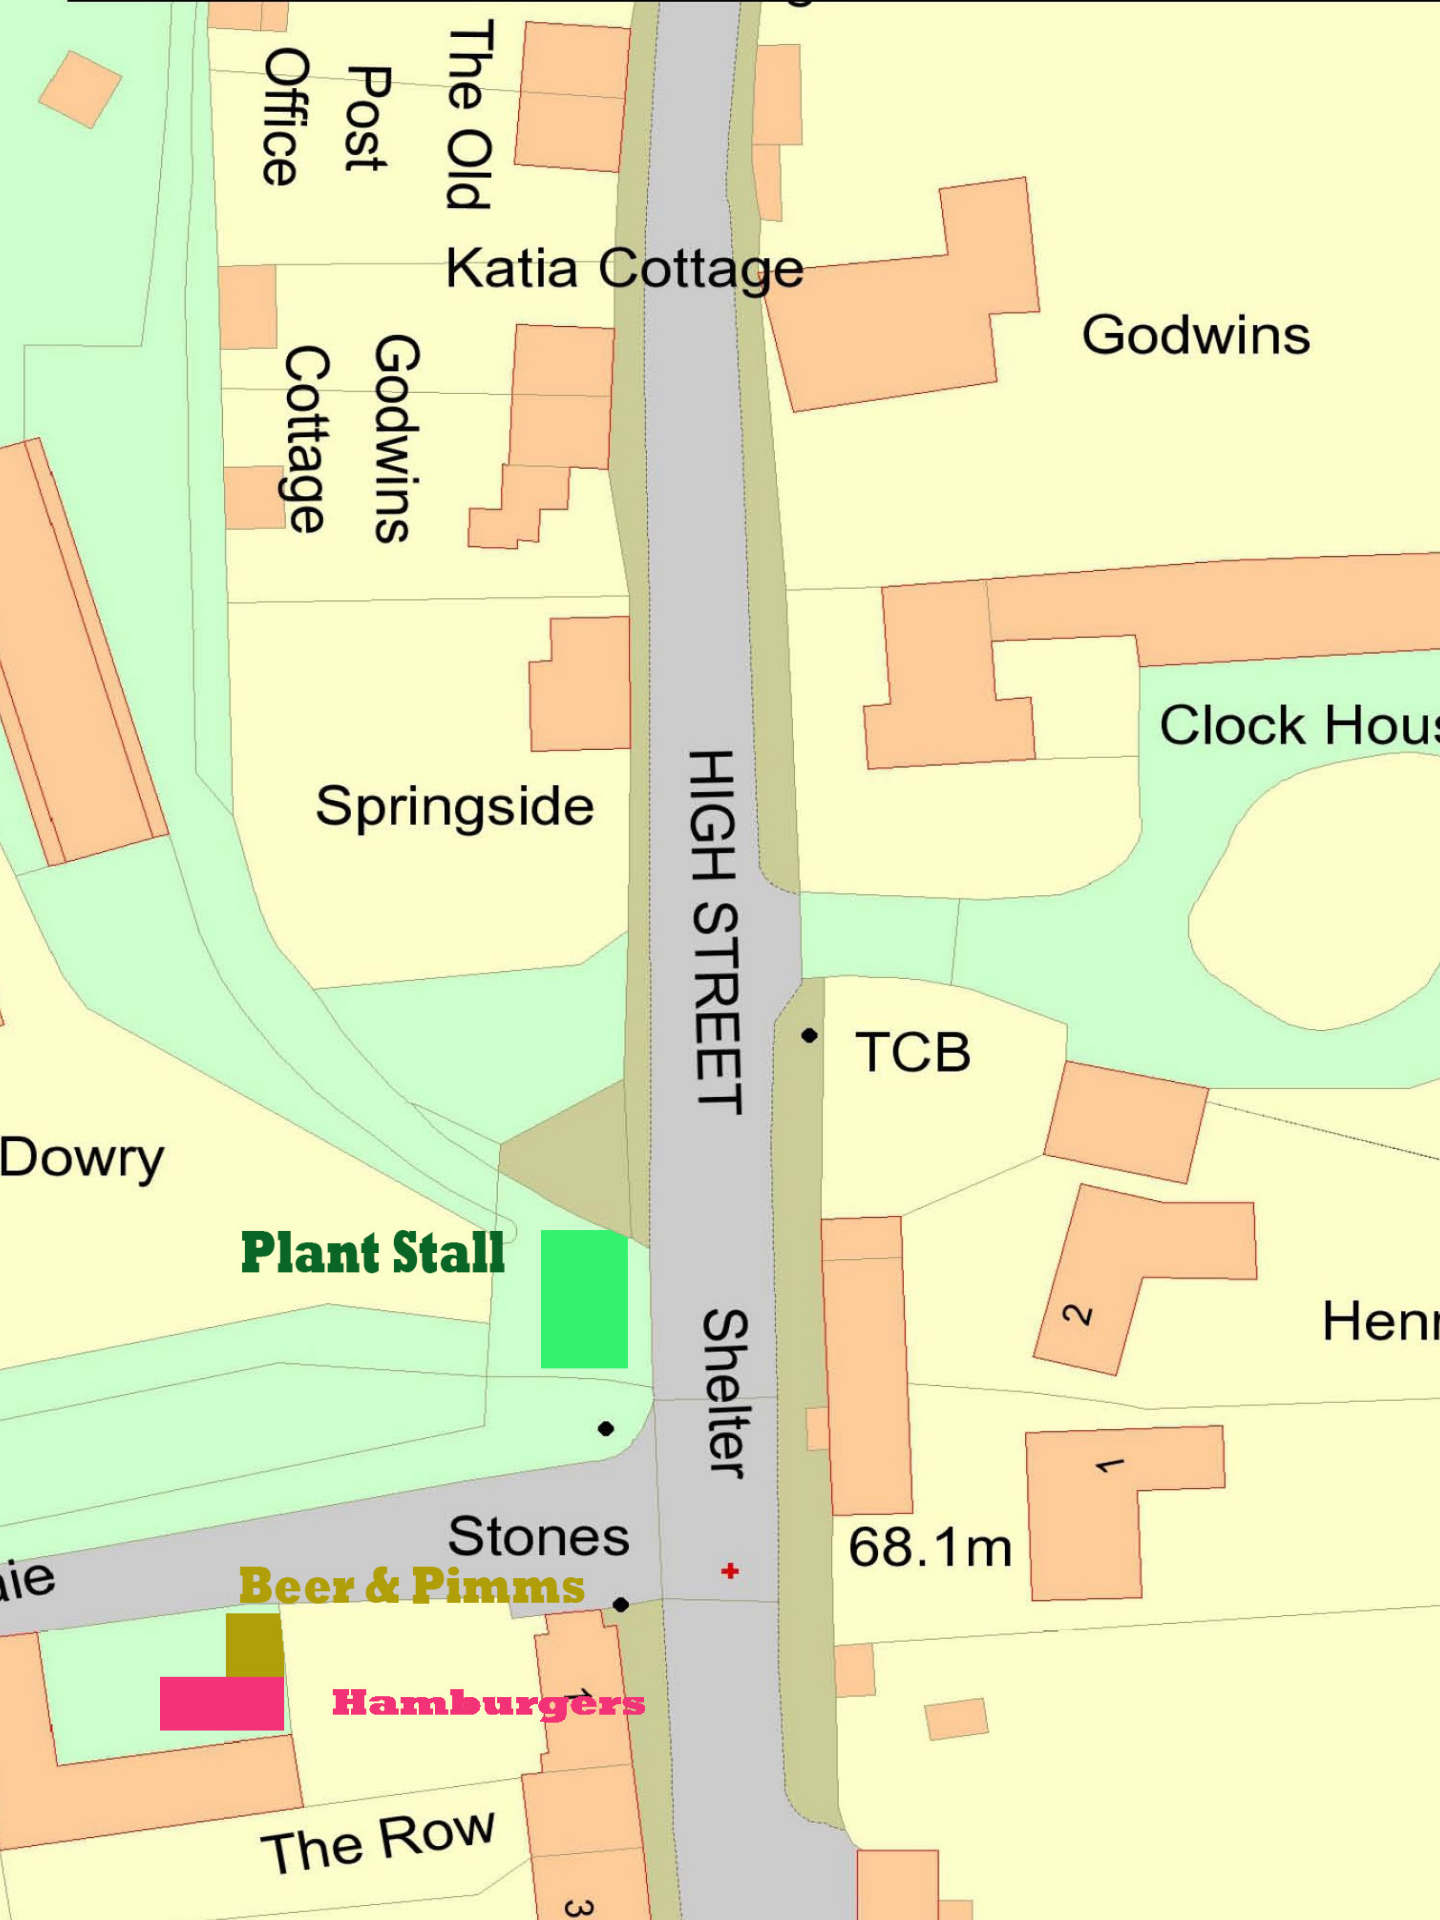 The Old
Post
Office
Katia Cottage
Godwins
Godwins
Cottage
Clock Hous
Springside
HIGH STREET
TCB
Dowry
Plant Stall
2
Henr
Shelter
1
Stones
68.1m
Beer & Pimms
1
Hamburgers
The Row
3